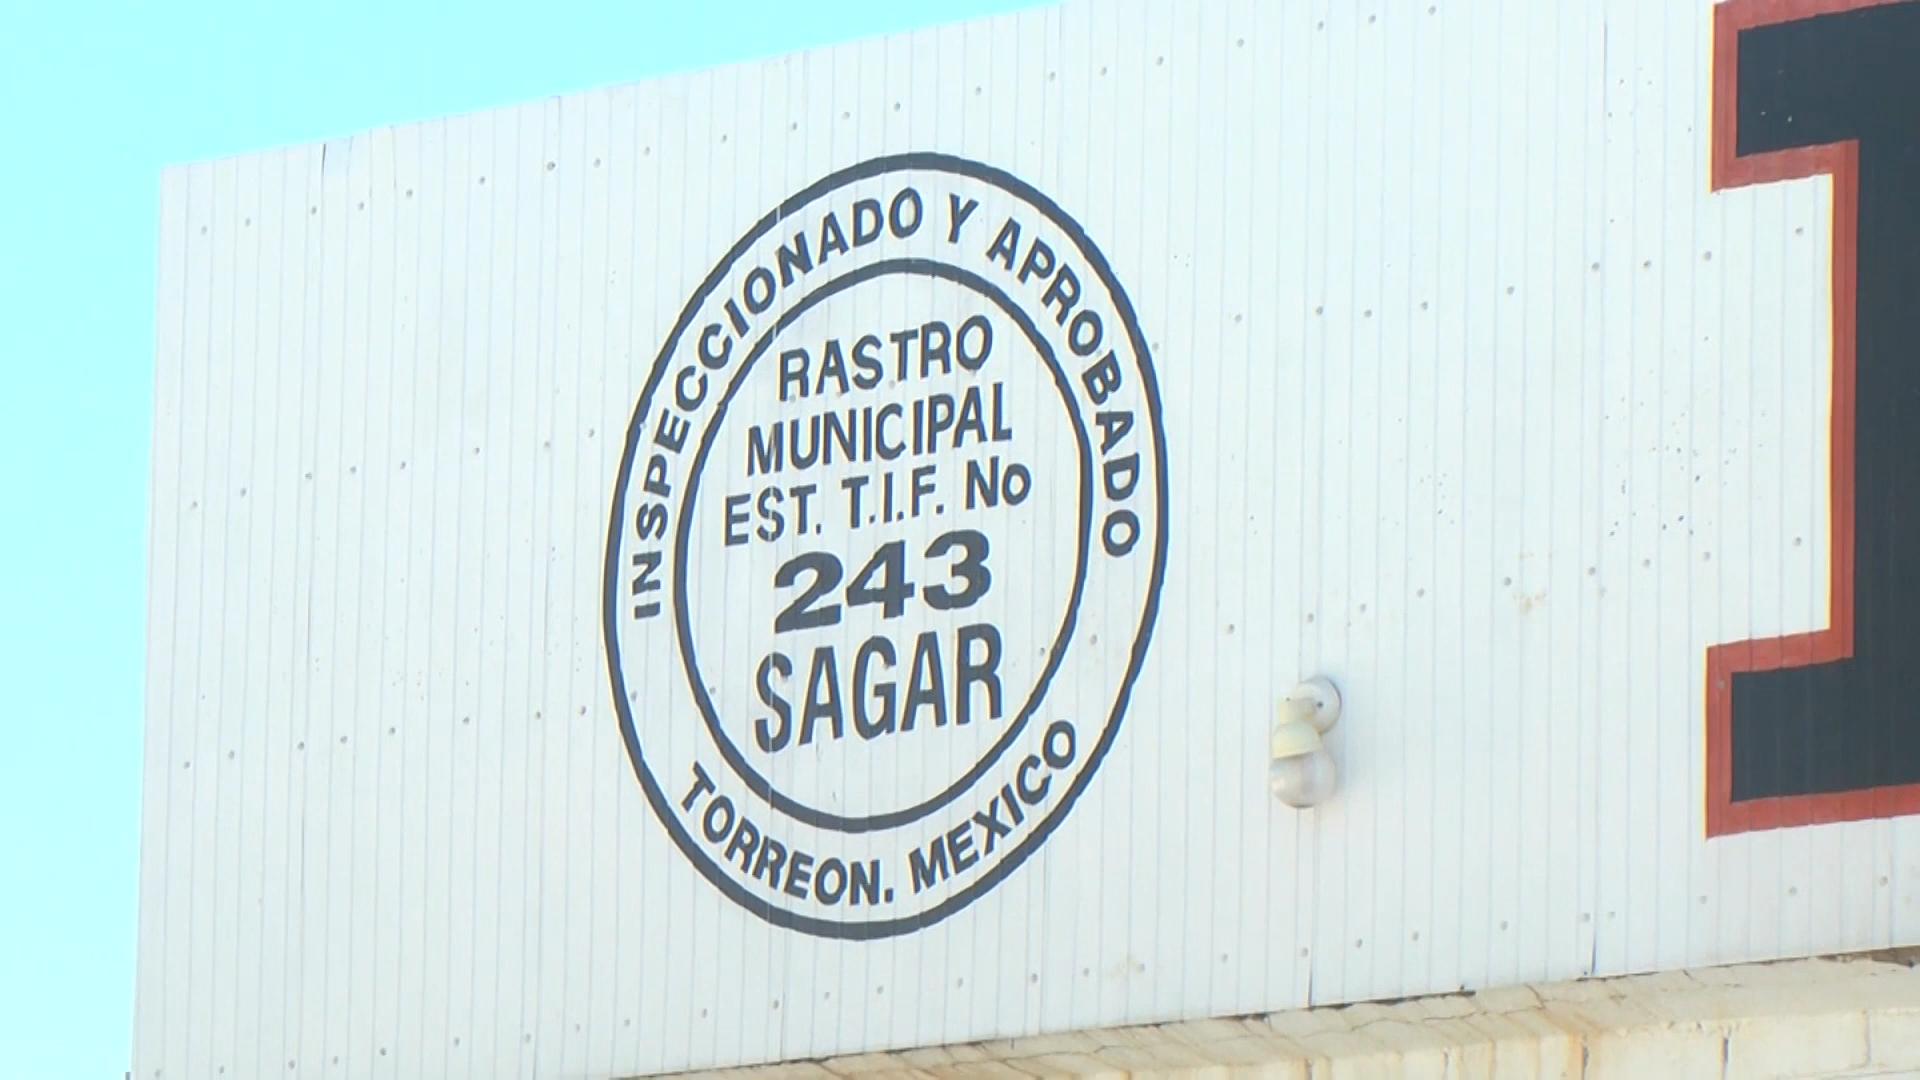 INSPECCIONADO Y APROBADO
RASTRO
MUNICIPAL
EST. T.I.F. No
243
SAGAR
TORREON. MEXICO